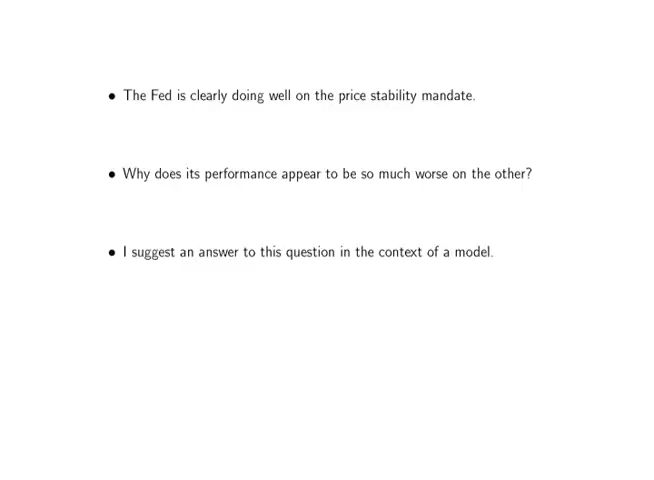 • The Fed is clearly doing well on the price stability mandate.
• Why does its performance appear to be so much worse on the other?
• I suggest an answer to this question in the context of a model.